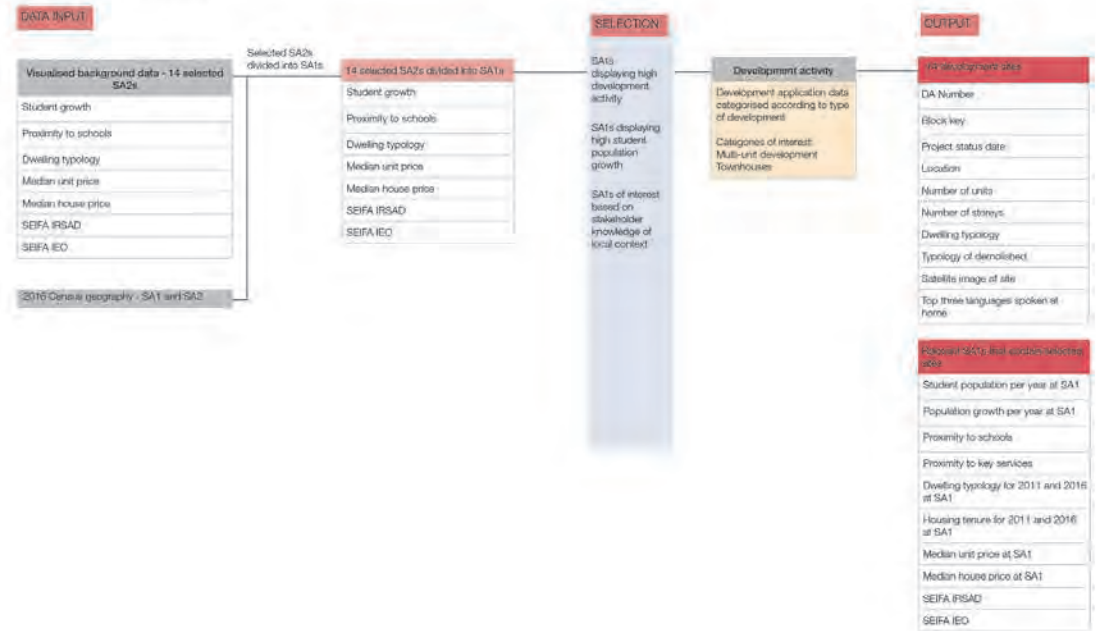 DATA INPUT
Visualised background data - 14 selected
SA2s
Student growth
Proximity to schools
Dwelling typology
Median unit price
Median house price
SEIFA IRSAD
SEIFA IEO
2016 Census geography - SA1 and SA2
Selected SA2s
divided into SA1s
14 selected SA2s divided into SA1s
Student growth
Proximity to schools
Dwelling typology
Median unit price
Median house price
SEIFA IRSAD
SEIFA IEO
SELECTION
SA1s
displaying high
development
activity
SA1s displaying
high student
population
growth
SA1s of interest
based on
stakeholder
knowledge of
local context
Development activity
Development application data
categorised according to type
of development
Categories of interest:
Multi-unit development
Townhouses
OUTPUT
development sites
DA Number
Block key
Project status date
Location
Number of units
Number of storeys
Dwelling typology
Typology of demolished
Satellite image of site
Top three languages spoken at
home
SA1s that contain selected
sites
Student population per year at SA1
Population growth per year at SA1
Proximity to schools
Proximity to key services
Dwelling typology for 2011 and 2016
at SA1
Housing tenure for 2011 and 2016
at SA1
Median unit price at SA1
Median house price at SA1
SEIFA IRSAD
SEIFA IEO